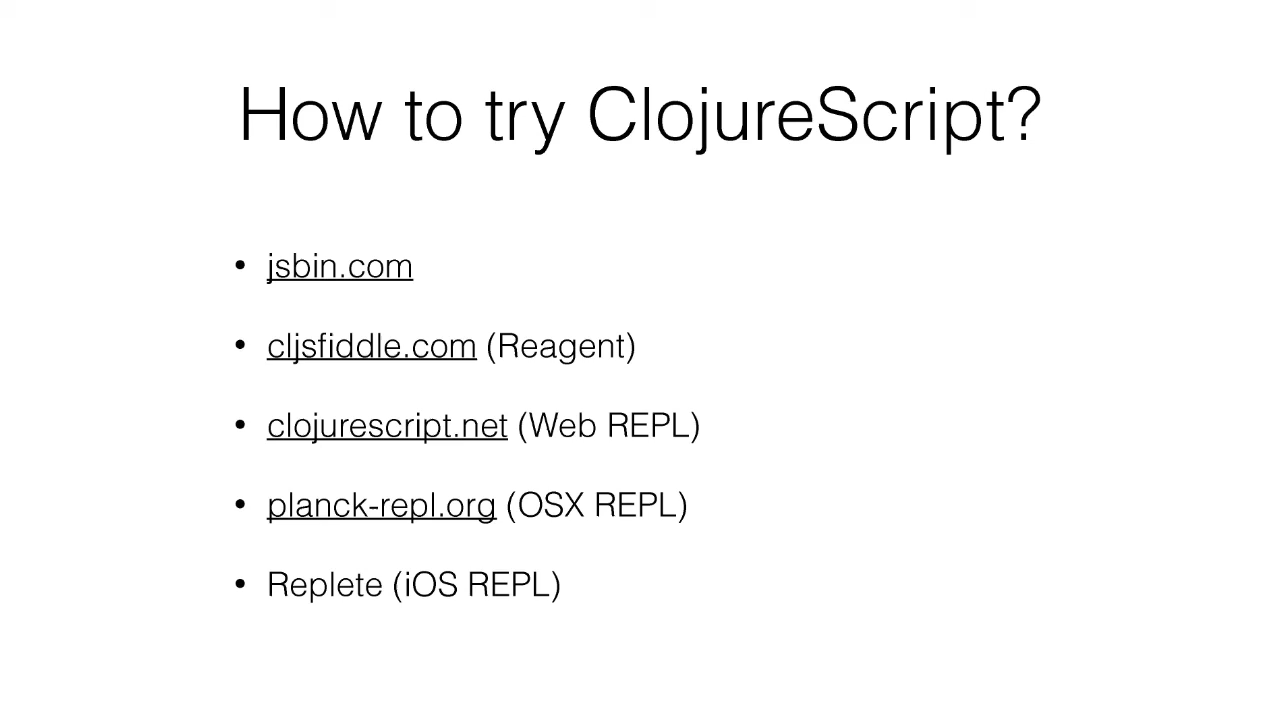 How to try ClojureScript?
• jsbin.com
• cljsfiddle.com (Reagent)
• clojurescript.net (Web REPL)
• planck-repl.org (OSX REPL)
• Replete (iOS REPL)